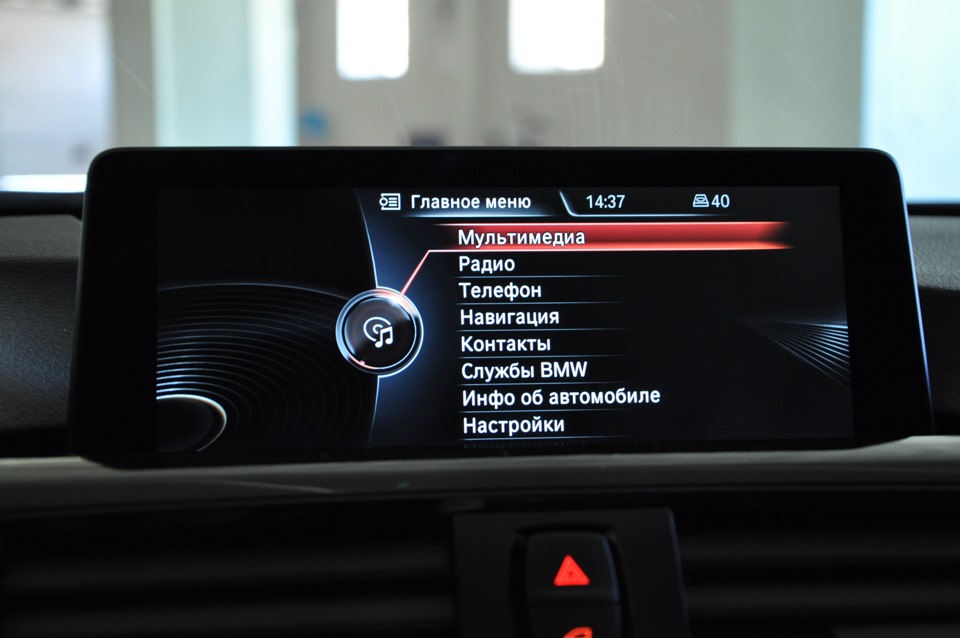 Главное меню 14:37 40
Мультимедиа
Радио
Телефон
Навигация
Контакты
Службы BMW
Инфо об автомобиле
Настройки